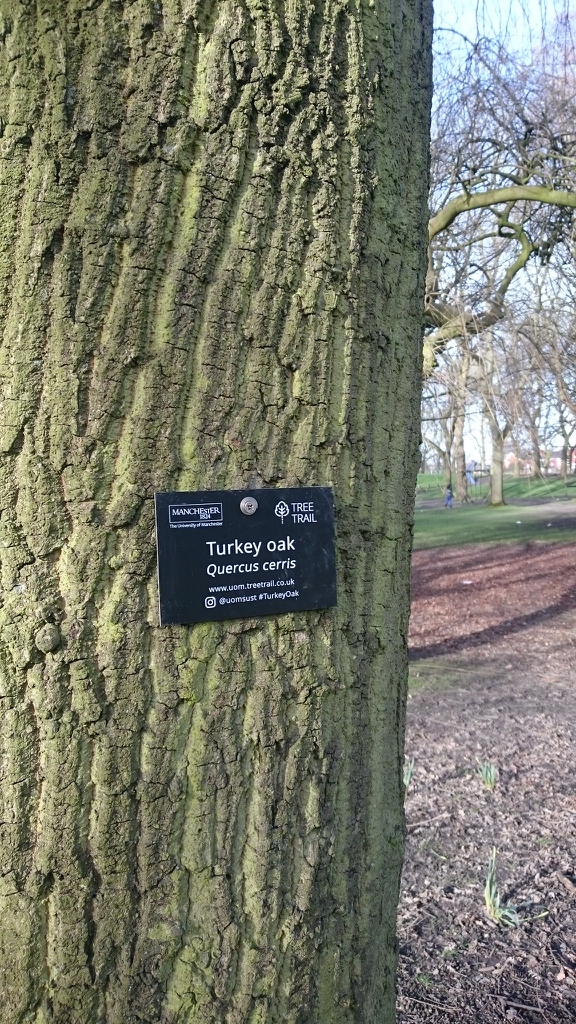 MANCHESTER
1824
The University of Manchester
TREE
TRAIL
Turkey oak
Quercus cerris
www.uom.treetrail.co.uk
@uomsust #TurkeyOak